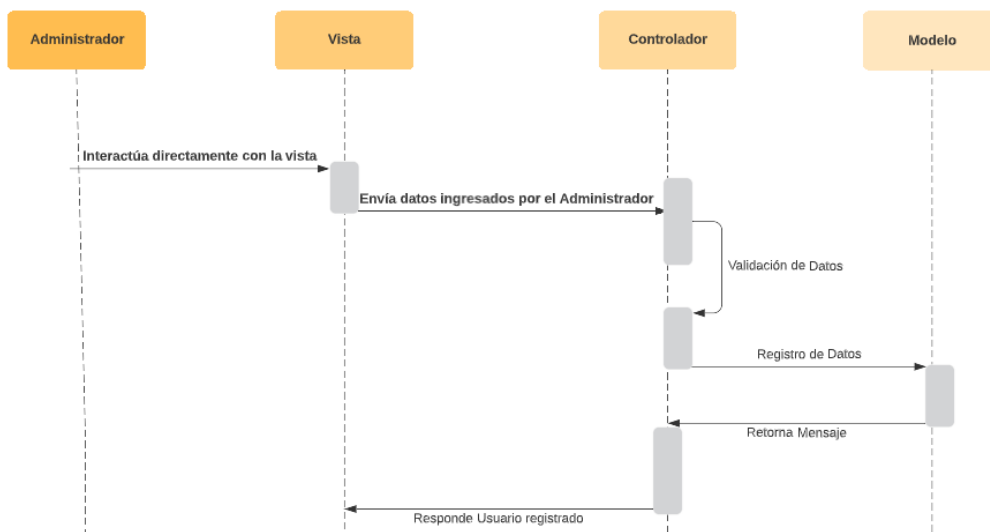 Administrador
Vista
Controlador
Modelo
Interactúa directamente con la vista
Envía datos ingresados por el Administrador
Validación de Datos
Registro de Datos
Retorna Mensaje
Responde Usuario registrado